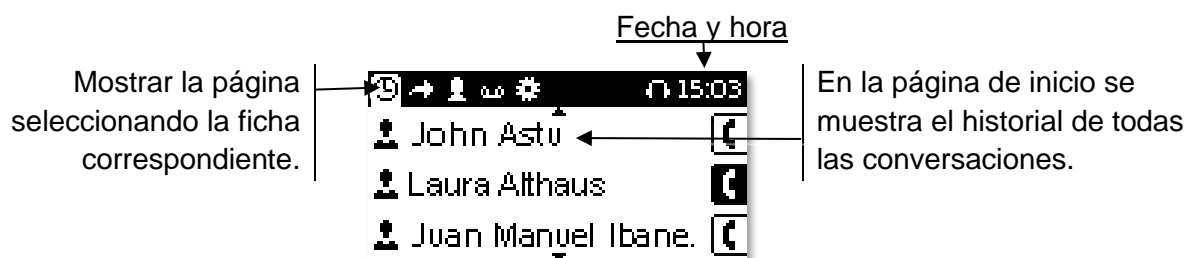 Fecha y hora
Mostrar la página
seleccionando la ficha
correspondiente.
15:03
John Astu
Laura Althaus
Juan Manuel Ibane.
En la página de inicio se
muestra el historial de todas
las conversaciones.